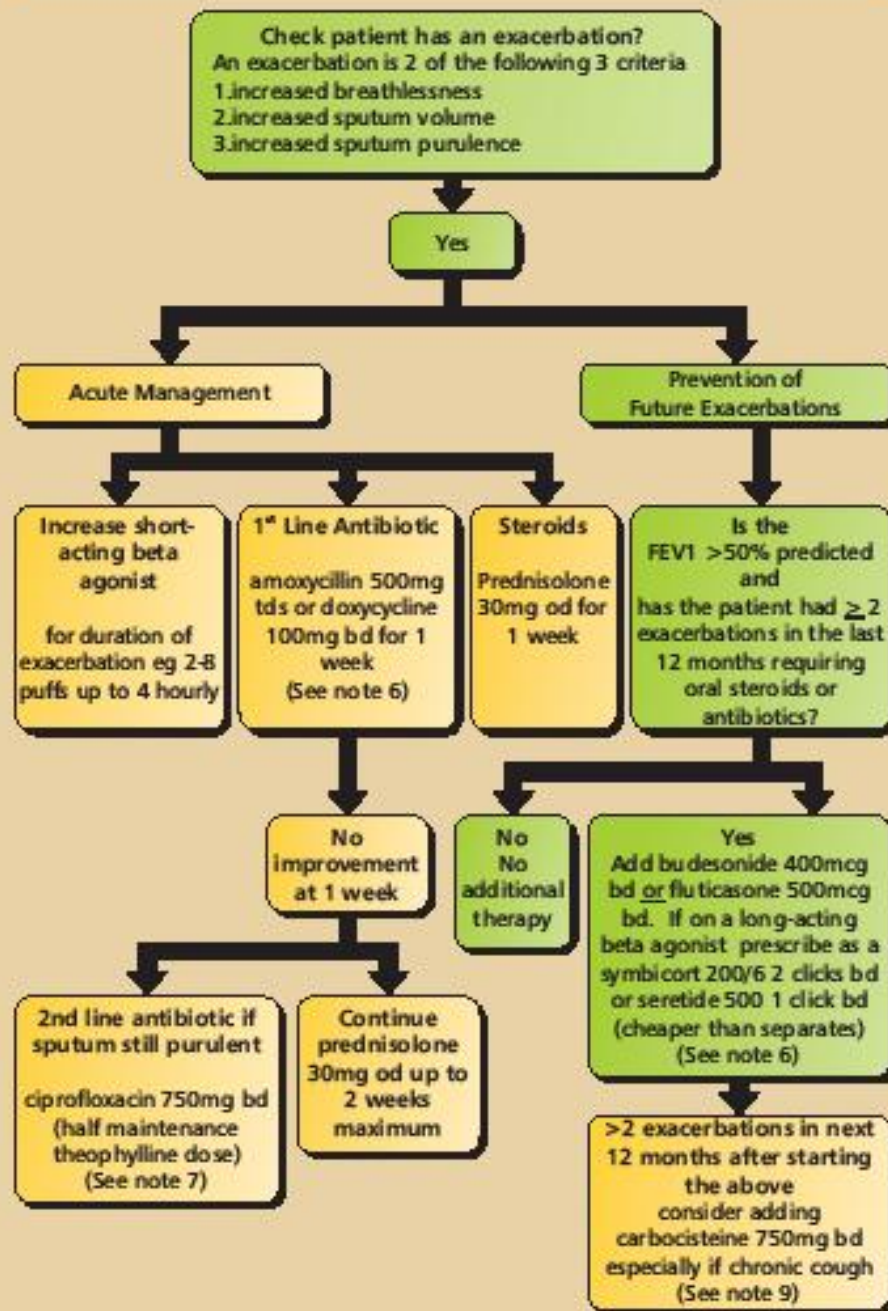 Check patient has an exacerbation?
An exacerbation is 2 of the following 3 criteria
1.increased breathlessness
2.increased sputum volume
3.increased sputum purulence
Yes
Acute Management
Prevention of
Future Exacerbations
Increase short-
acting beta
agonist
for duration of
exacerbation eg 2-8
puffs up to 4 hourly
1st Line Antibiotic
amoxycillin 500mg
tds or doxycycline
100mg bd for 1
week
(See note 6)
Steroids
Prednisolone
30mg od for
1 week
Is the
FEV1 >50% predicted
and
has the patient had ≥ 2
exacerbations in the last
12 months requiring
oral steroids or
antibiotics?
No
improvement
at 1 week
No
No
additional
therapy
Yes
Add budesonide 400mcg
bd or fluticasone 500mcg
bd. If on a long-acting
beta agonist prescribe as a
symbicort 200/6 2 clicks bd
or seretide 500 1 click bd
(cheaper than separates)
(See note 6)
2nd line antibiotic if
sputum still purulent
ciprofloxacin 750mg bd
(half maintenance
theophylline dose)
(See note 7)
Continue
prednisolone
30mg od up to
2 weeks
maximum
>2 exacerbations in next
12 months after starting
the above
consider adding
carbocisteine 750mg bd
especially if chronic cough
(See note 9)